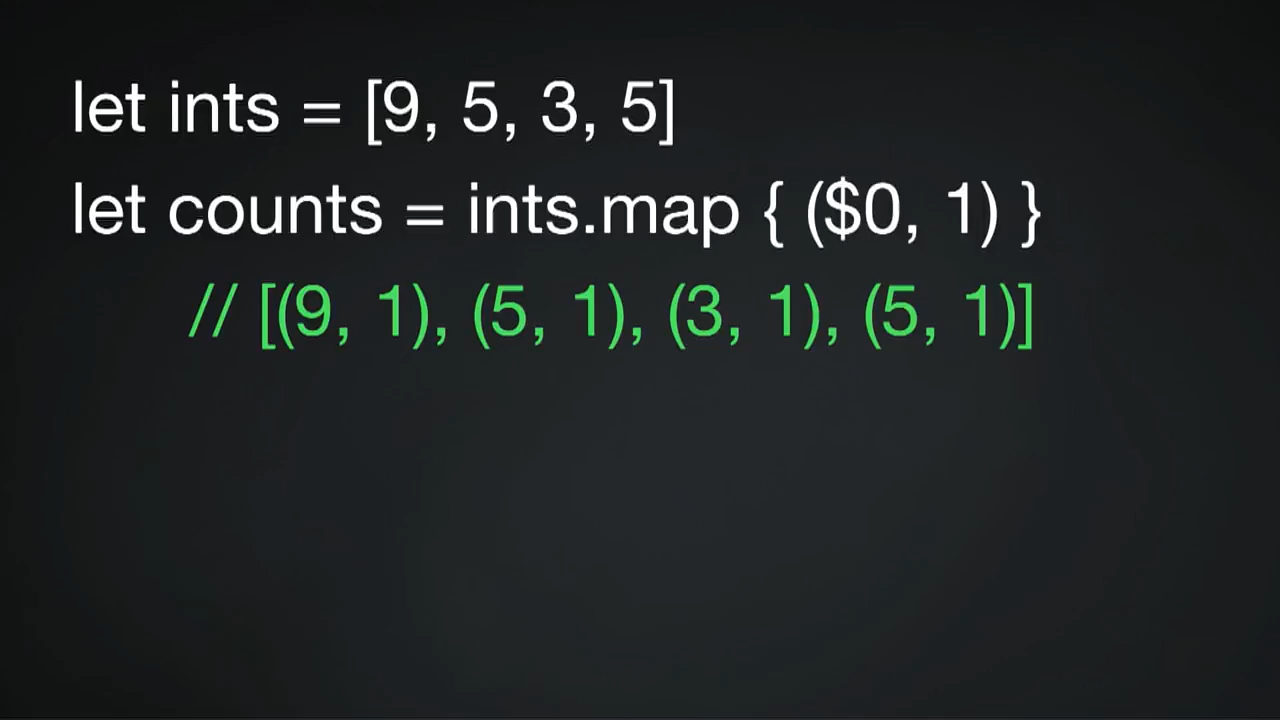 let ints = [9, 5, 3, 5]
let counts = ints.map { ($0, 1) }
// [(9, 1), (5, 1), (3, 1), (5, 1)]